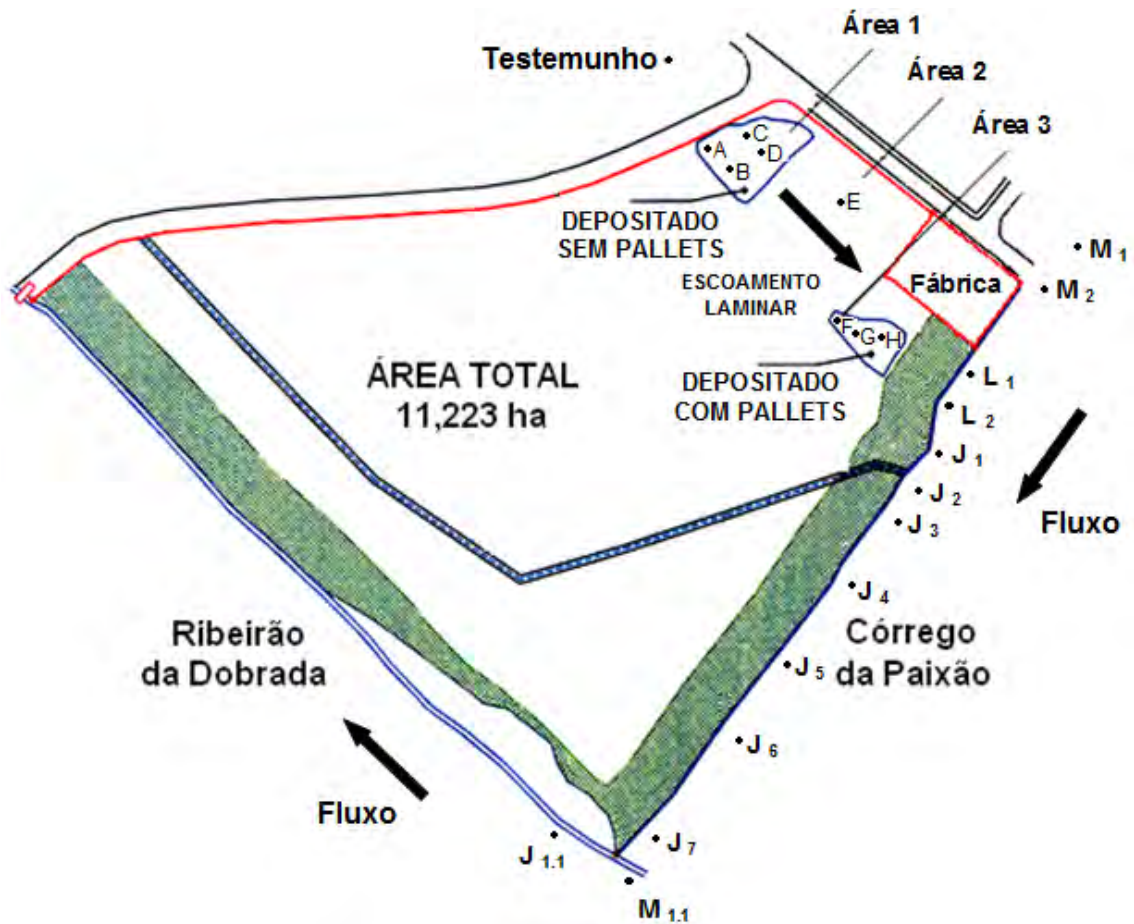 Testemunho
Área 1
Área 2
Área 3
A
C
D
B
E
DEPOSITADO
SEM PALLETS
ESCOAMENTO
LAMINAR
Fábrica
M 1
M 2
F
G
H
DEPOSITADO
COM PALLETS
ÁREA TOTAL
11,223 ha
L 1
L 2
J 1
J 2
J 3
Fluxo
J 4
Córrego
da Paixão
J 5
J 6
Ribeirão
da Dobrada
Fluxo
J 7
J 1.1
M 1.1